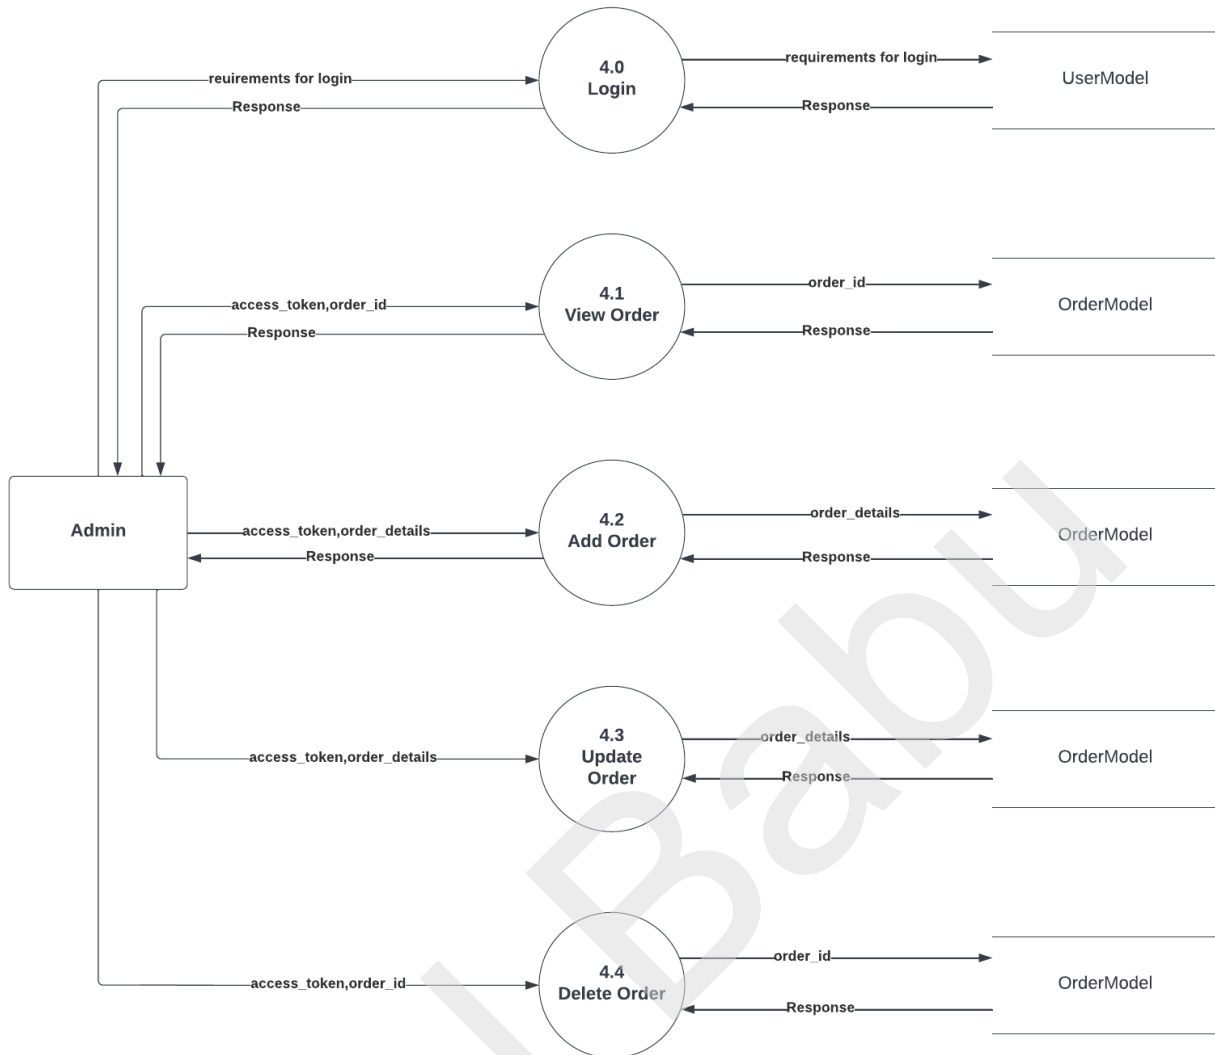 4.0
Login
reuirements for login
Response
requirements for login
Response
UserModel
4.1
View Order
access_token,order_id
Response
order_id
Response
OrderModel
Admin
4.2
Add Order
access_token,order_details
Response
order_details
Response
OrderModel
4.3
Update
Order
access_token,order_details
order_details
Response
OrderModel
4.4
Delete Order
access_token,order_id
order_id
Response
OrderModel
Babu